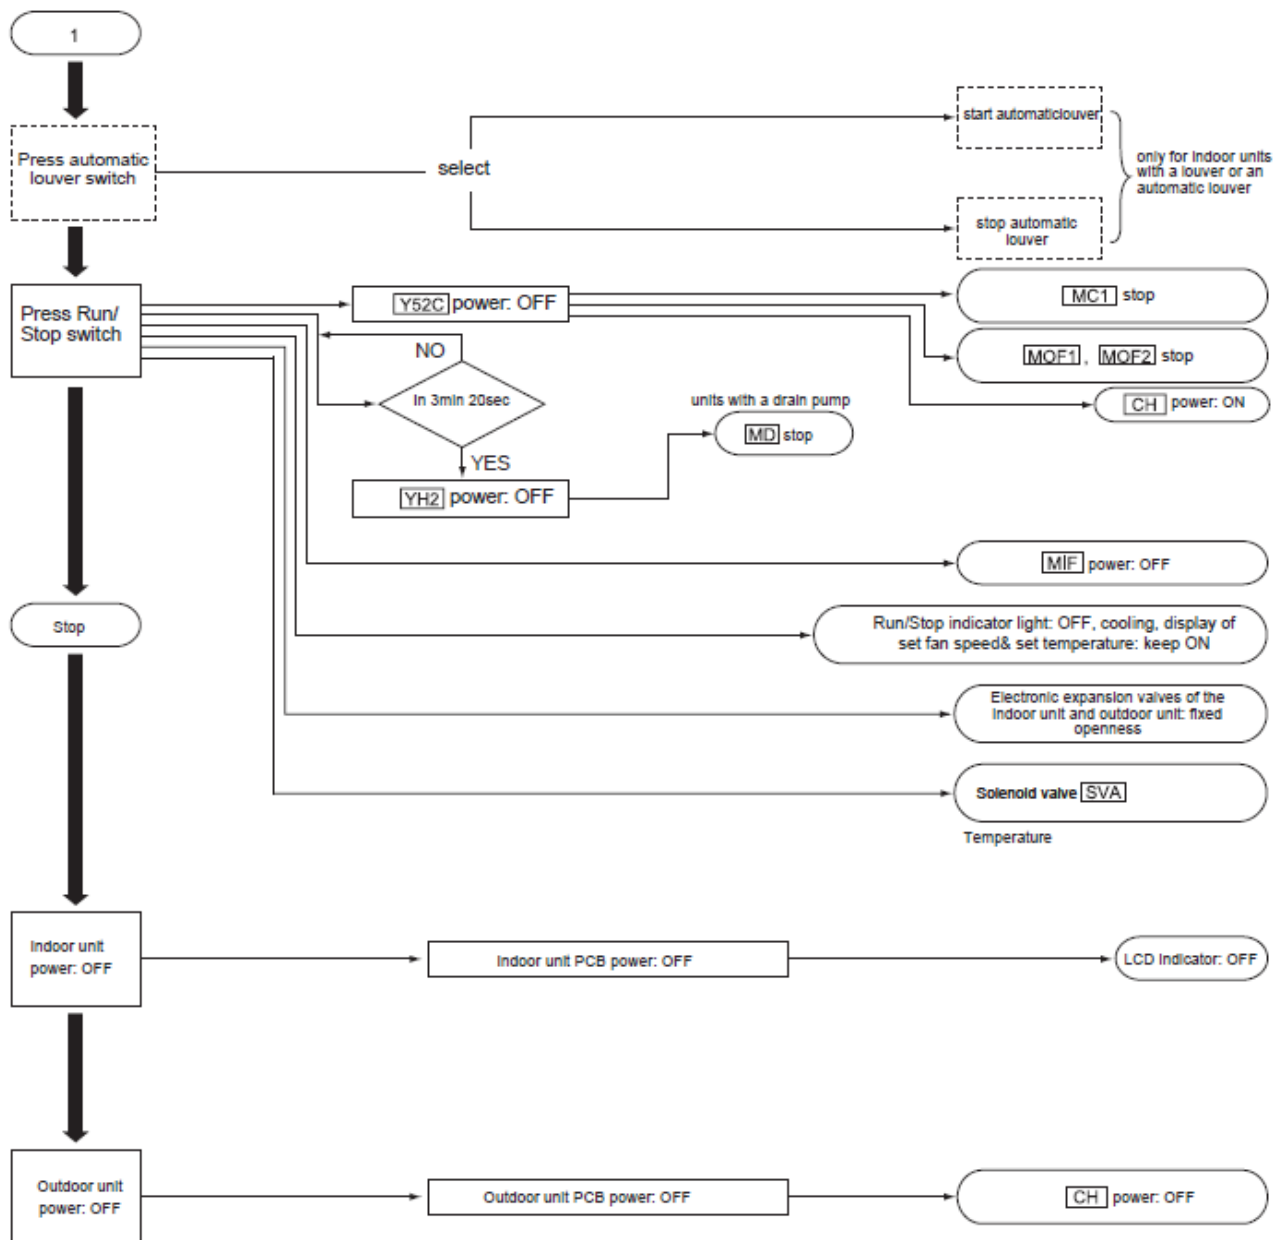 1
Press automatic
louver switch
select
start automaticlouver
stop automatic
louver
only for indoor units
with a louver or an
automatic louver
Press Run/
Stop switch
Y52C power: OFF
MC1 stop
MOF1 , MOF2 stop
CH power: ON
NO
In 3min 20sec
YES
units with a drain pump
MD stop
YH2 power: OFF
MIF power: OFF
Stop
Run/Stop indicator light: OFF, cooling, display of
set fan speed& set temperature: keep ON
Electronic expansion valves of the
indoor unit and outdoor unit: fixed
openness
Solenoid valve SVA
Temperature
Indoor unit
power: OFF
Indoor unit PCB power: OFF
LCD indicator: OFF
Outdoor unit
power: OFF
Outdoor unit PCB power: OFF
CH power: OFF